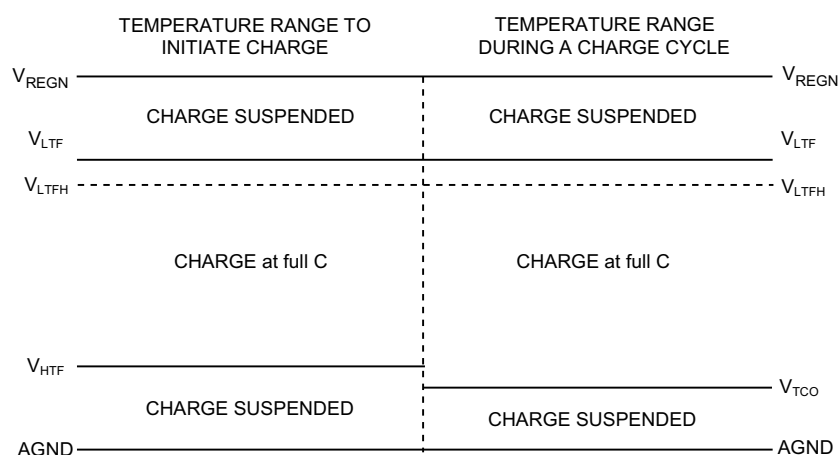 TEMPERATURE RANGE TO
INITIATE CHARGE
TEMPERATURE RANGE
DURING A CHARGE CYCLE
VREGN
VREGN
CHARGE SUSPENDED
CHARGE SUSPENDED
VLTF
VLTF
VLTFH
VLTFH
CHARGE at full C
CHARGE at full C
VHTF
VTCO
CHARGE SUSPENDED
CHARGE SUSPENDED
AGND
AGND